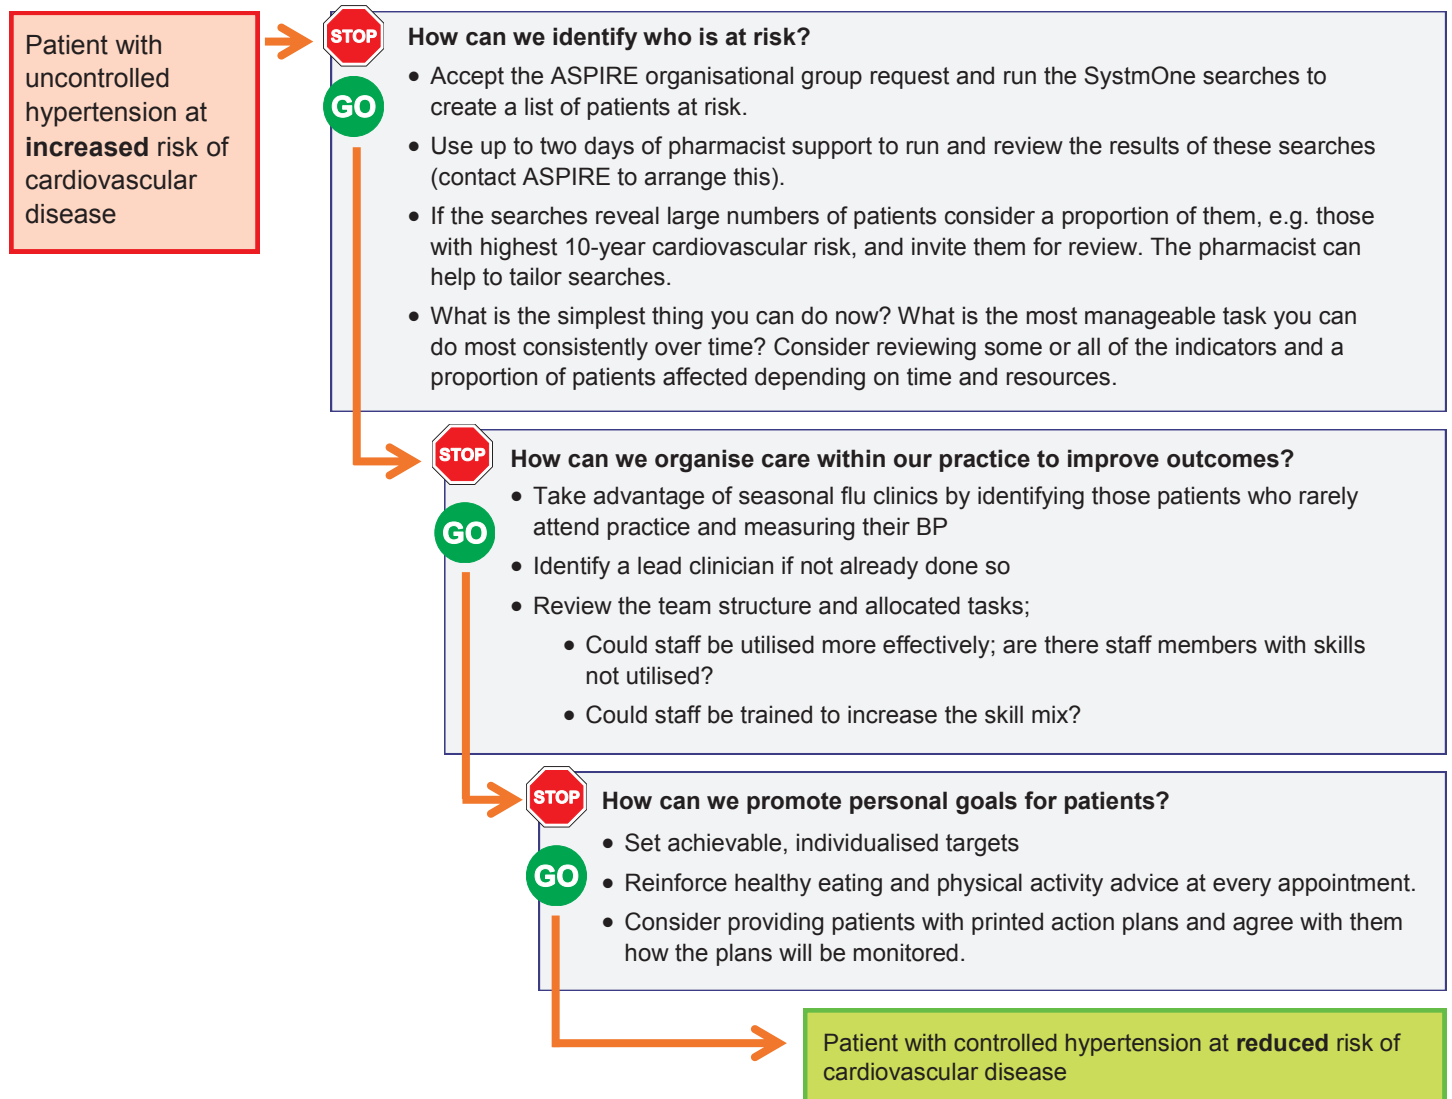 Patient with
uncontrolled
hypertension at
increased risk of
cardiovascular
disease
STOP
GO
How can we identify who is at risk?
• Accept the ASPIRE organisational group request and run the SystmOne searches to
create a list of patients at risk.
• Use up to two days of pharmacist support to run and review the results of these searches
(contact ASPIRE to arrange this).
• If the searches reveal large numbers of patients consider a proportion of them, e.g. those
with highest 10-year cardiovascular risk, and invite them for review. The pharmacist can
help to tailor searches.
• What is the simplest thing you can do now? What is the most manageable task you can
do most consistently over time? Consider reviewing some or all of the indicators and a
proportion of patients affected depending on time and resources.
STOP
GO
How can we organise care within our practice to improve outcomes?
• Take advantage of seasonal flu clinics by identifying those patients who rarely
attend practice and measuring their BP
• Identify a lead clinician if not already done so
• Review the team structure and allocated tasks;
• Could staff be utilised more effectively; are there staff members with skills
not utilised?
• Could staff be trained to increase the skill mix?
STOP
GO
How can we promote personal goals for patients?
• Set achievable, individualised targets
• Reinforce healthy eating and physical activity advice at every appointment.
• Consider providing patients with printed action plans and agree with them
how the plans will be monitored.
Patient with controlled hypertension at reduced risk of
cardiovascular disease